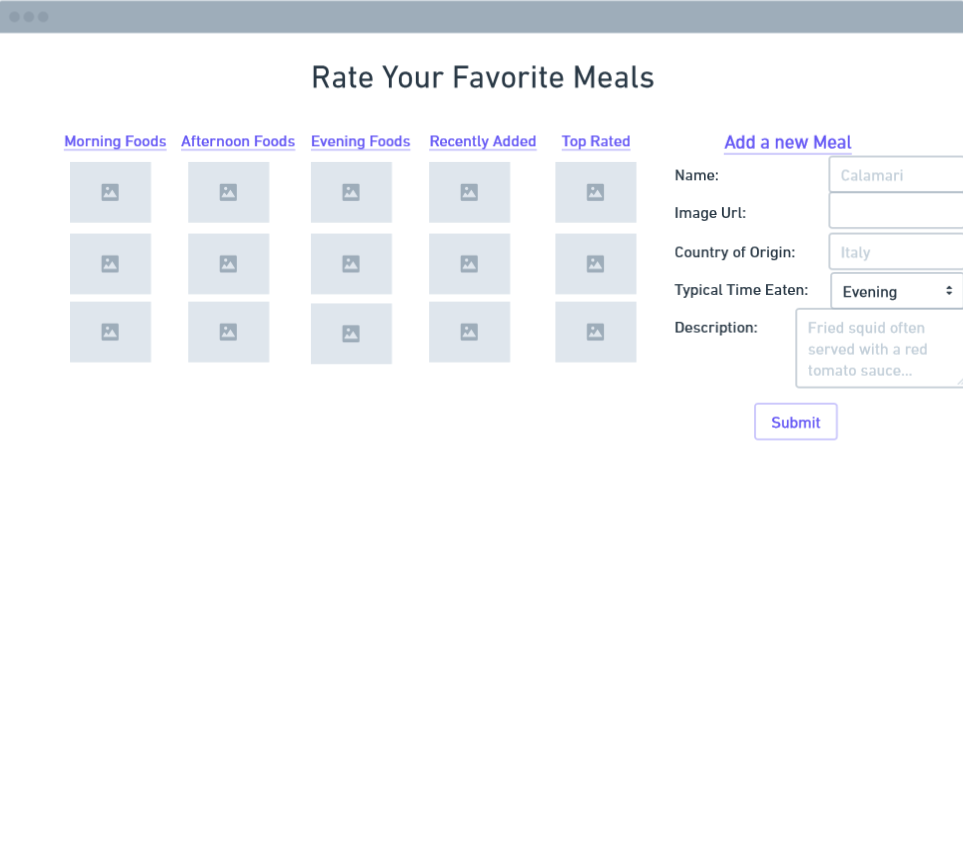 Rate Your Favorite Meals
Morning Foods
Afternoon Foods
Evening Foods
Recently Added
Top Rated
Add a new Meal
Name:
Calamari
Image Url:
Country of Origin:
Italy
Typical Time Eaten:
Evening
Description:
Fried squid often
served with a red
tomato sauce...
Submit